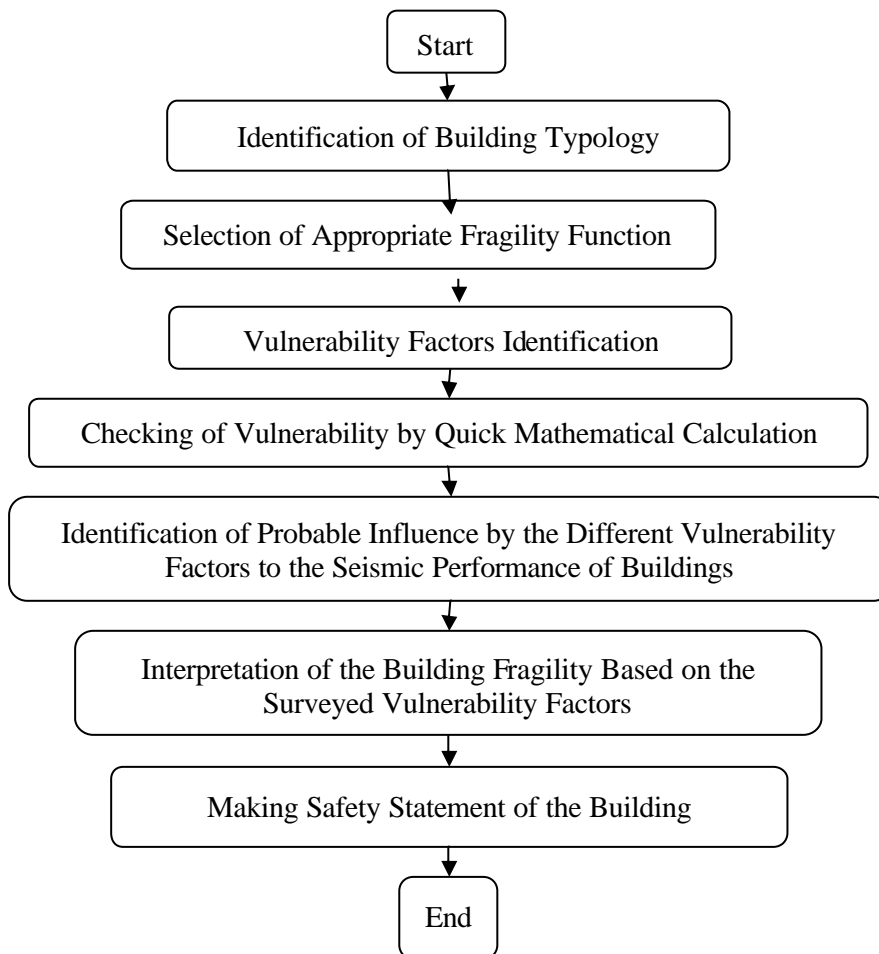 Start
Identification of Building Typology
Selection of Appropriate Fragility Function
Vulnerability Factors Identification
Checking of Vulnerability by Quick Mathematical Calculation
Identification of Probable Influence by the Different Vulnerability
Factors to the Seismic Performance of Buildings
Interpretation of the Building Fragility Based on the
Surveyed Vulnerability Factors
Making Safety Statement of the Building
End